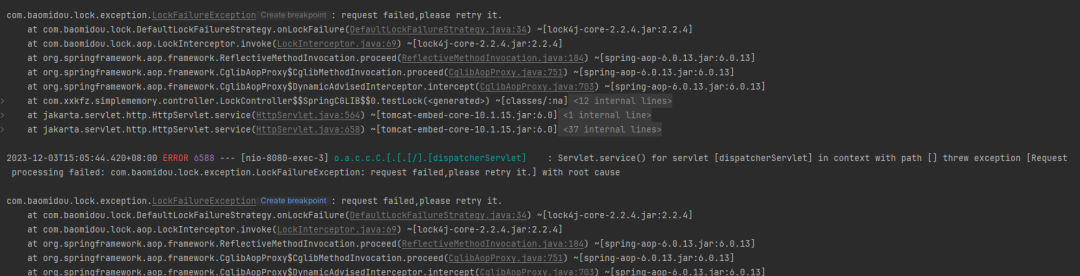 com.baomidou.lock.exception.LockFailureException Create breakpoint : request failed,please retry it.
at com.baomidou.lock.DefaultLockFailureStrategy.onLockFailure(DefaultLockFailureStrategy.java:34) ~[lock4j-core-2.2.4.jar:2.2.4]
at com.baomidou.lock.aop.LockInterceptor.invoke(LockInterceptor.java:69) ~[lock4j-core-2.2.4.jar:2.2.4]
at org.springframework.aop.framework.ReflectiveMethodInvocation.proceed(ReflectiveMethodInvocation.java:184) ~[spring-aop-6.0.13.jar:6.0.13]
at org.springframework.aop.framework.CglibAopProxy$CglibMethodInvocation.proceed(CglibAopProxy.java:751) ~[spring-aop-6.0.13.jar:6.0.13]
at org.springframework.aop.framework.CglibAopProxy$DynamicAdvisedInterceptor.intercept(CglibAopProxy.java:703) ~[spring-aop-6.0.13.jar:6.0.13]
at com.xxkfz.simplememory.controller.LockController$$SpringCGLIB$$0.testLock(<generated>) ~[classes/:na] <12 internal lines>
at jakarta.servlet.http.HttpServlet.service(HttpServlet.java:564) ~[tomcat-embed-core-10.1.15.jar:6.0] <1 internal line>
at jakarta.servlet.http.HttpServlet.service(HttpServlet.java:658) ~[tomcat-embed-core-10.1.15.jar:6.0] <37 internal lines>
2023-12-03T15:05:44.420+08:00 ERROR 6588 --- [nio-8080-exec-3] o.a.c.c.C.[.[.[/].[dispatcherServlet] : Servlet.service() for servlet [dispatcherServlet] in context with path [] threw exception [Request
processing failed: com.baomidou.lock.exception.LockFailureException: request failed,please retry it.] with root cause
com.baomidou.lock.exception.LockFailureException Create breakpoint : request failed,please retry it.
at com.baomidou.lock.DefaultLockFailureStrategy.onLockFailure(DefaultLockFailureStrategy.java:34) ~[lock4j-core-2.2.4.jar:2.2.4]
at com.baomidou.lock.aop.LockInterceptor.invoke(LockInterceptor.java:69) ~[lock4j-core-2.2.4.jar:2.2.4]
at org.springframework.aop.framework.ReflectiveMethodInvocation.proceed(ReflectiveMethodInvocation.java:184) ~[spring-aop-6.0.13.jar:6.0.13]
at org.springframework.aop.framework.CglibAopProxy$CglibMethodInvocation.proceed(CglibAopProxy.java:751) ~[spring-aop-6.0.13.jar:6.0.13]
at org.springframework.aop.framework.CglibAopProxy$DynamicAdvisedInterceptor.intercept(CglibAopProxy.java:703) ~[spring-aop-6.0.13.jar:6.0.13]